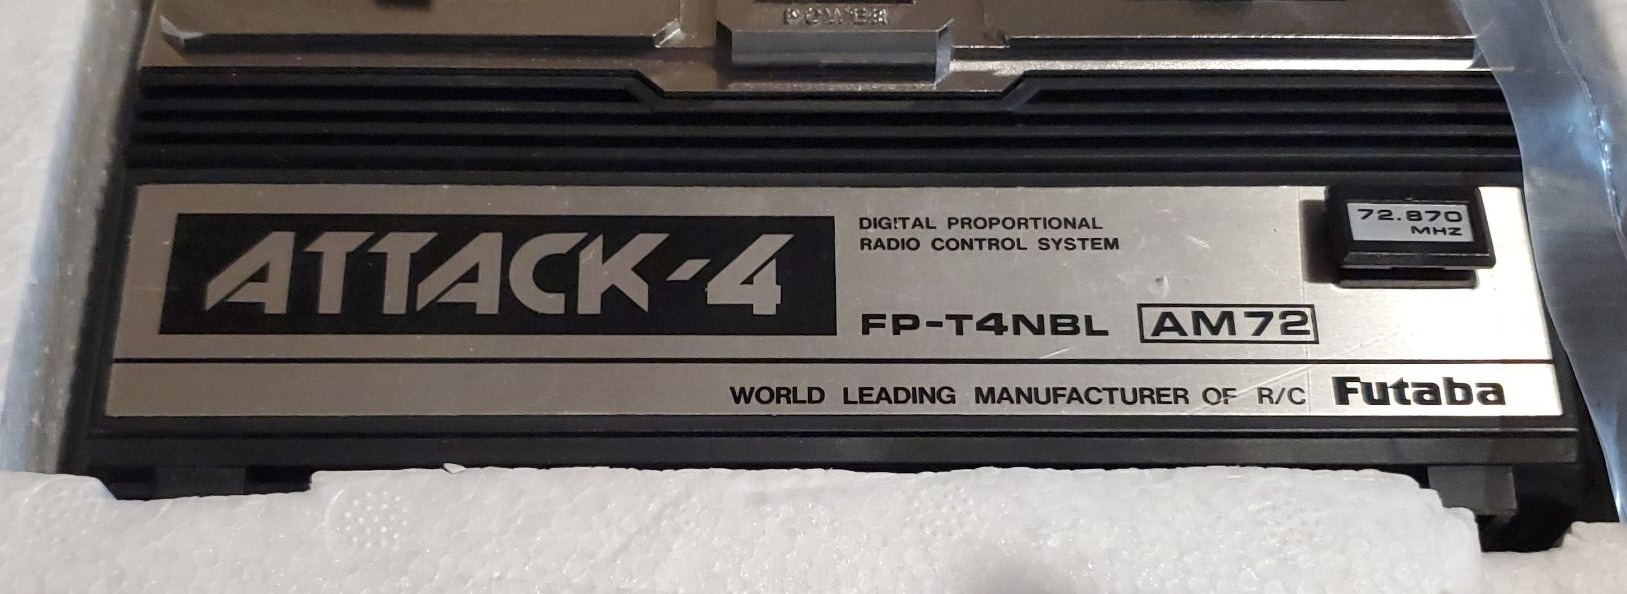 POWER
ATTACK-4
DIGITAL PROPORTIONAL
RADIO CONTROL SYSTEM
72.870
MHZ
FP-T4NBL AM72
WORLD LEADING MANUFACTURER OF R/C Futaba